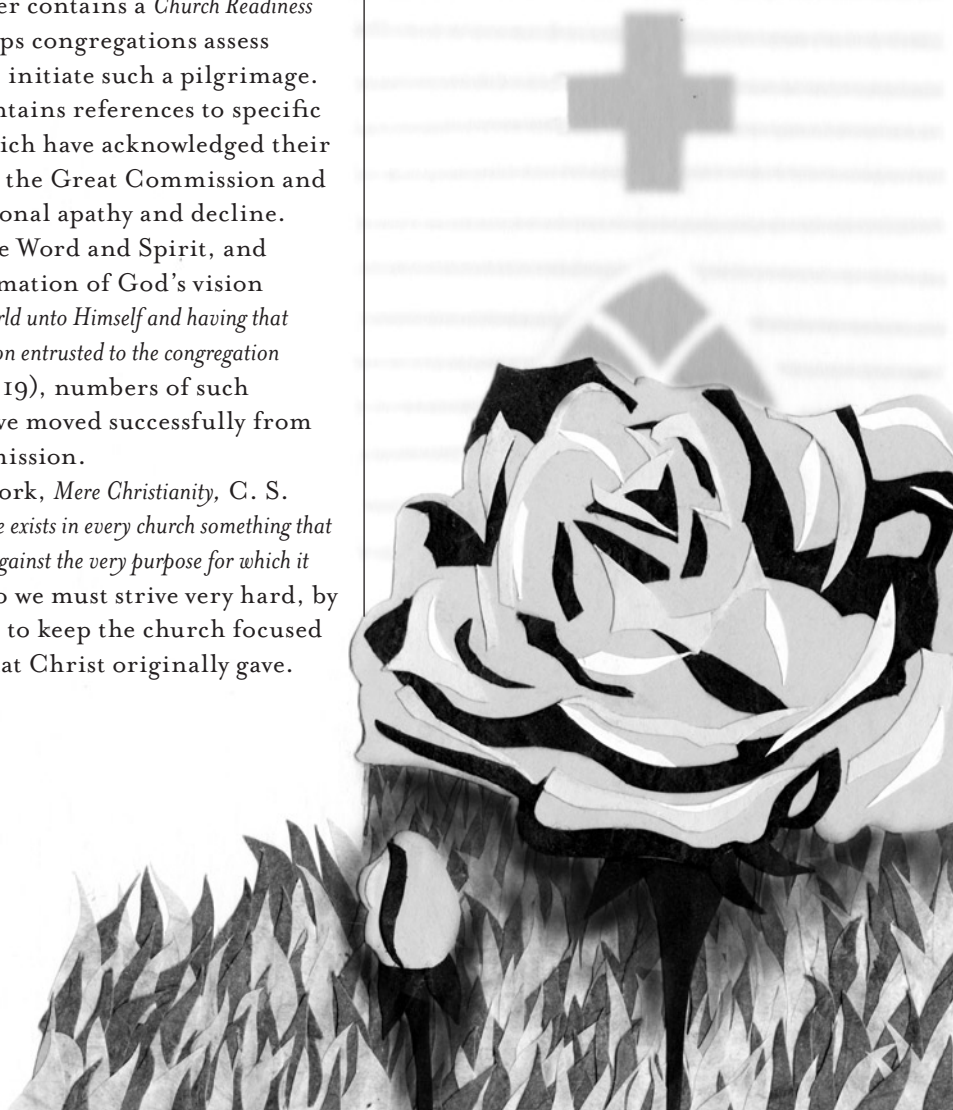 er contains a Church Readiness
ps congregations assess
initiate such a pilgrimage.
ntains references to specific
ich have acknowledged their
the Great Commission and
onal apathy and decline.
e Word and Spirit, and
mation of God's vision
rld unto Himself and having that
on entrusted to the congregation
19), numbers of such
ve moved successfully from
nission.
ork, Mere Christianity, C. S.
e exists in every church something that
gainst the very purpose for which it
o we must strive very hard, by
to keep the church focused
at Christ originally gave.